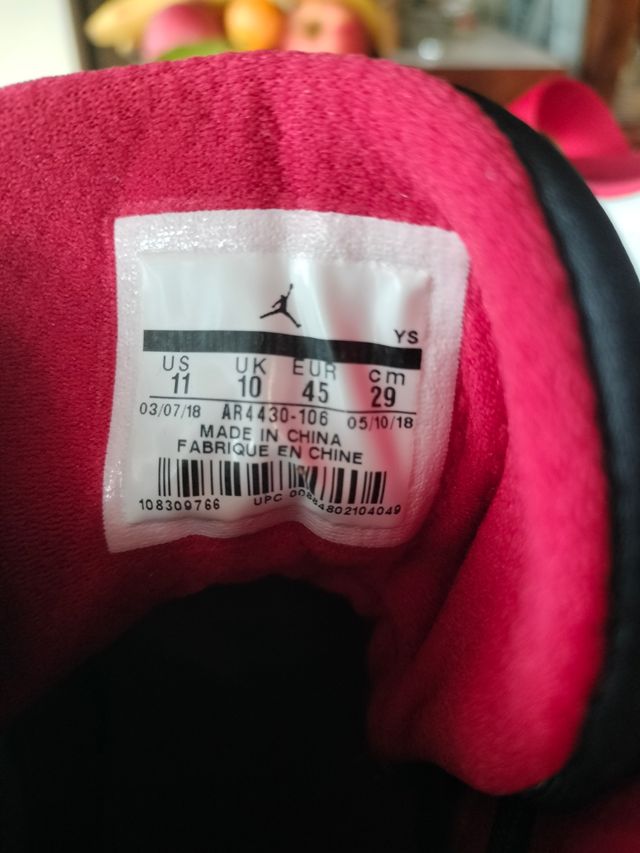 YS
US UK EUR cm
11 10 45 29
03/07/18 AR4430-106 05/10/18
MADE IN CHINA
FABRIQUE EN CHINE
108309766 UPC